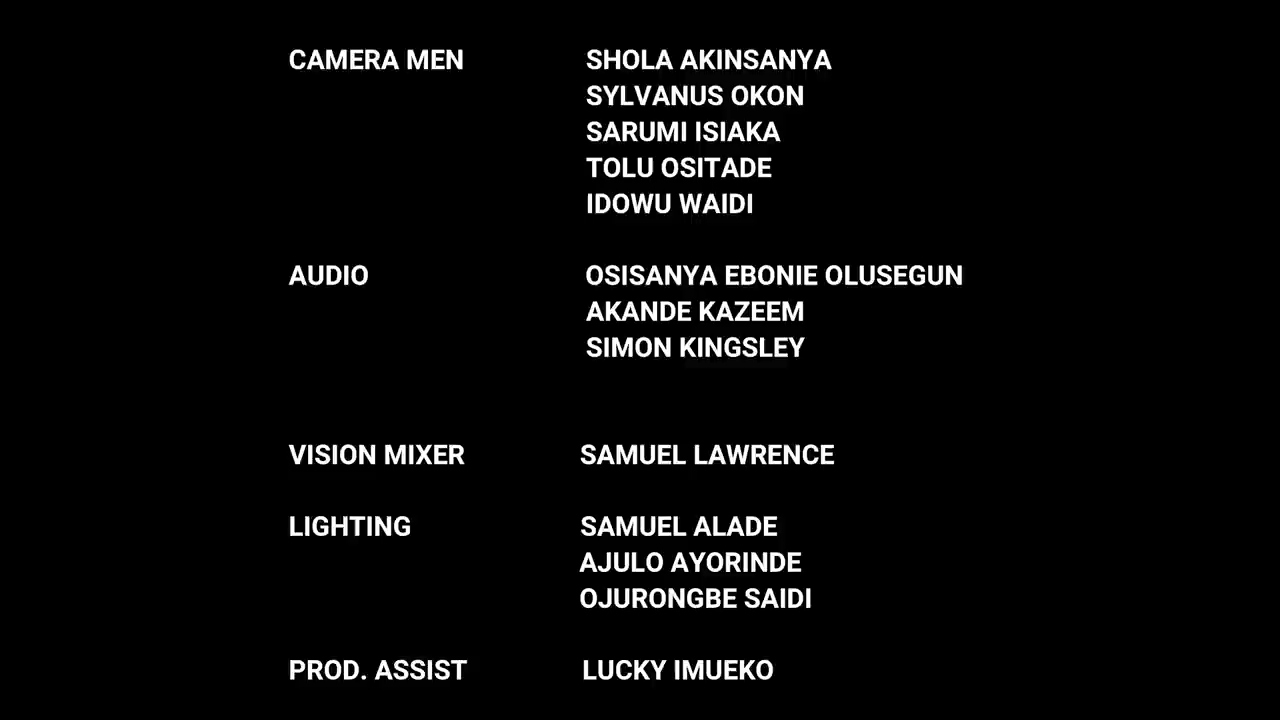 CAMERA MEN SHOLA AKINSANYA
SYLVANUS OKON
SARUMI ISIAKA
TOLU OSITADE
IDOWU WAIDI
AUDIO OSISANYA EBONIE OLUSEGUN
AKANDE KAZEEM
SIMON KINGSLEY
VISION MIXER SAMUEL LAWRENCE
LIGHTING SAMUEL ALADE
AJULO AYORINDE
OJURONGBE SAIDI
PROD. ASSIST LUCKY IMUEKO